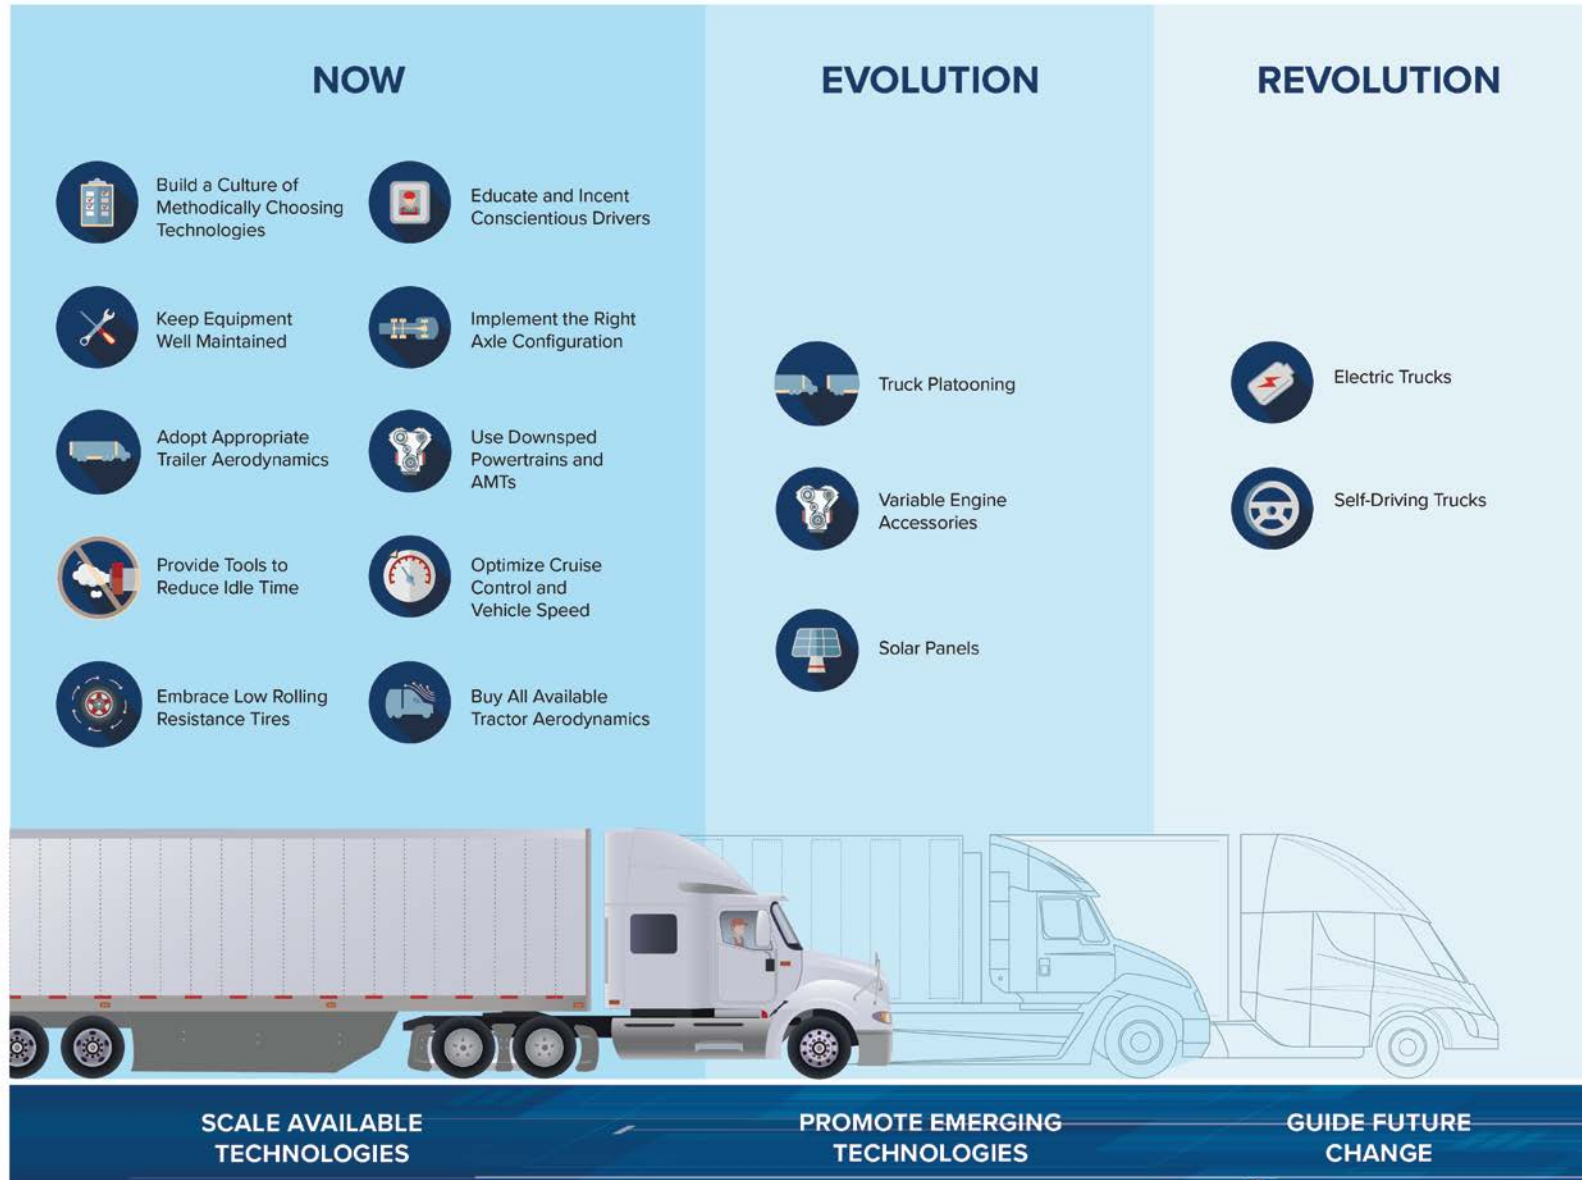 NOW
Build a Culture of
Methodically Choosing
Technologies
Educate and Incent
Conscientious Drivers
Keep Equipment
Well Maintained
Implement the Right
Axle Configuration
Adopt Appropriate
Trailer Aerodynamics
Use Downsped
Powertrains and
AMTs
Provide Tools to
Reduce Idle Time
Optimize Cruise
Control and
Vehicle Speed
Embrace Low Rolling
Resistance Tires
Buy All Available
Tractor Aerodynamics
SCALE AVAILABLE
TECHNOLOGIES
EVOLUTION
Truck Platooning
Variable Engine
Accessories
Solar Panels
PROMOTE EMERGING
TECHNOLOGIES
REVOLUTION
Electric Trucks
Self-Driving Trucks
GUIDE FUTURE
CHANGE